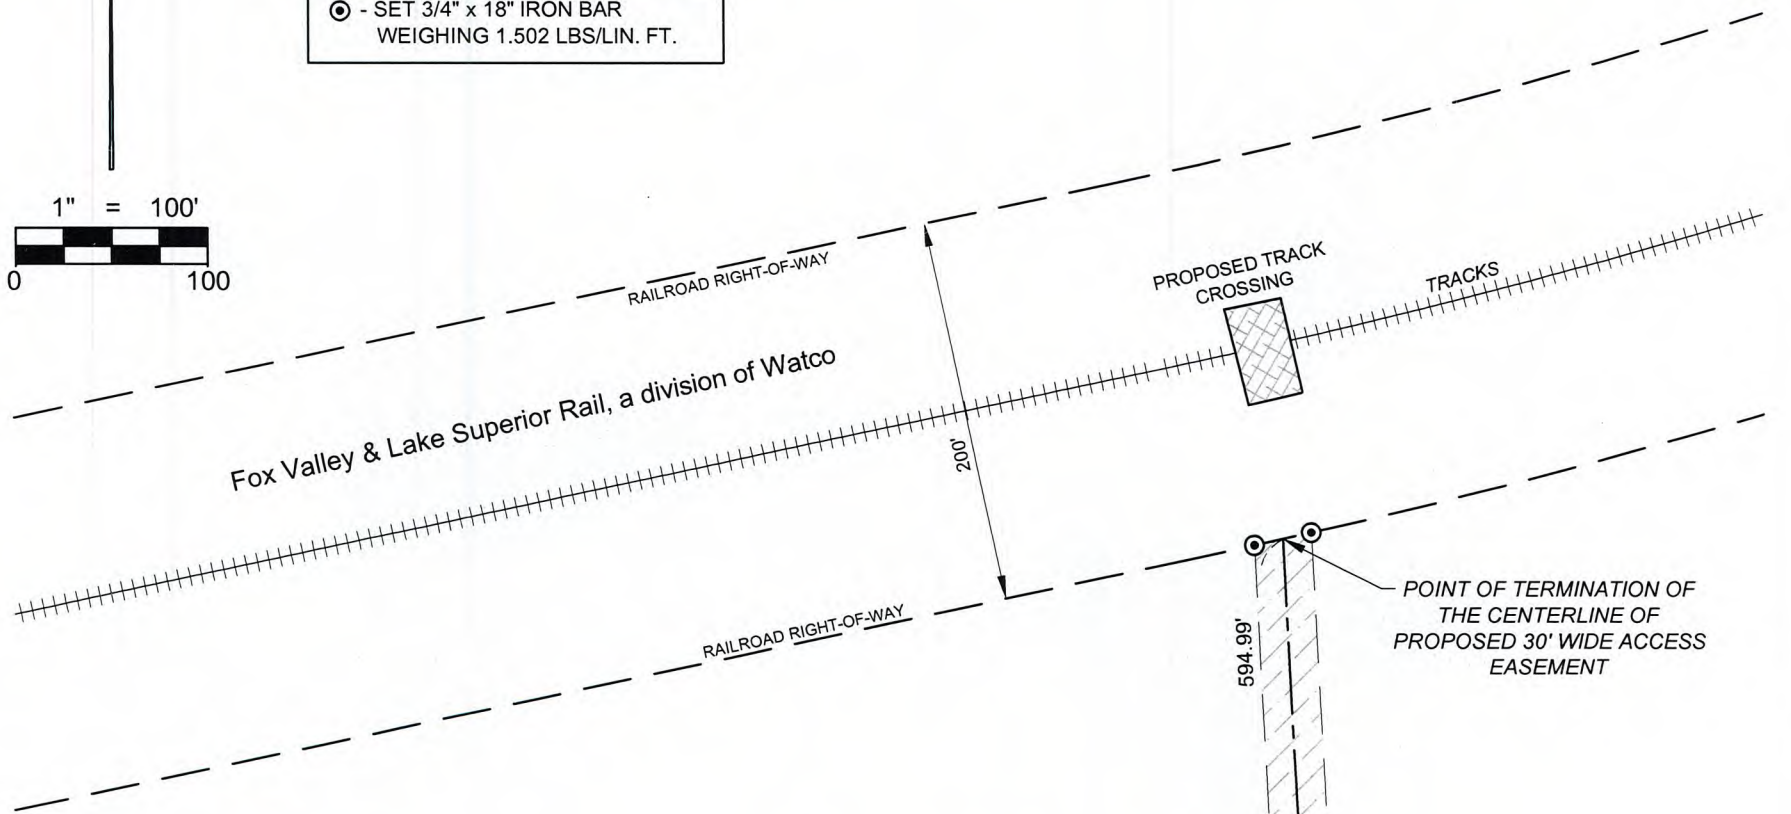 - SET 3/4" x 18" IRON BAR
WEIGHING 1.502 LBS/LIN. FT.
1" = 100'
0 100
RAILROAD RIGHT-OF-WAY
PROPOSED TRACK
CROSSING
TRACKS
Fox Valley & Lake Superior Rail, a division of Watco
200'
RAILROAD RIGHT-OF-WAY
594.99'
POINT OF TERMINATION OF
THE CENTERLINE OF
PROPOSED 30' WIDE ACCESS
EASEMENT